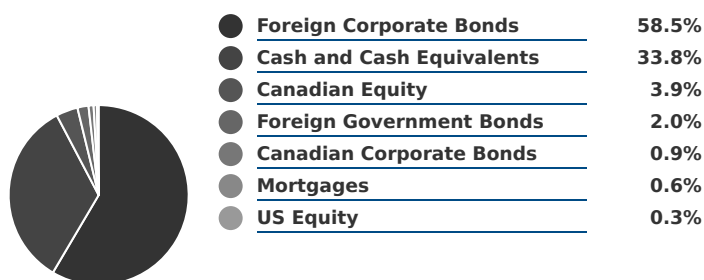 Foreign Corporate Bonds 58.5%
Cash and Cash Equivalents 33.8%
Canadian Equity 3.9%
Foreign Government Bonds 2.0%
Canadian Corporate Bonds 0.9%
Mortgages 0.6%
US Equity 0.3%